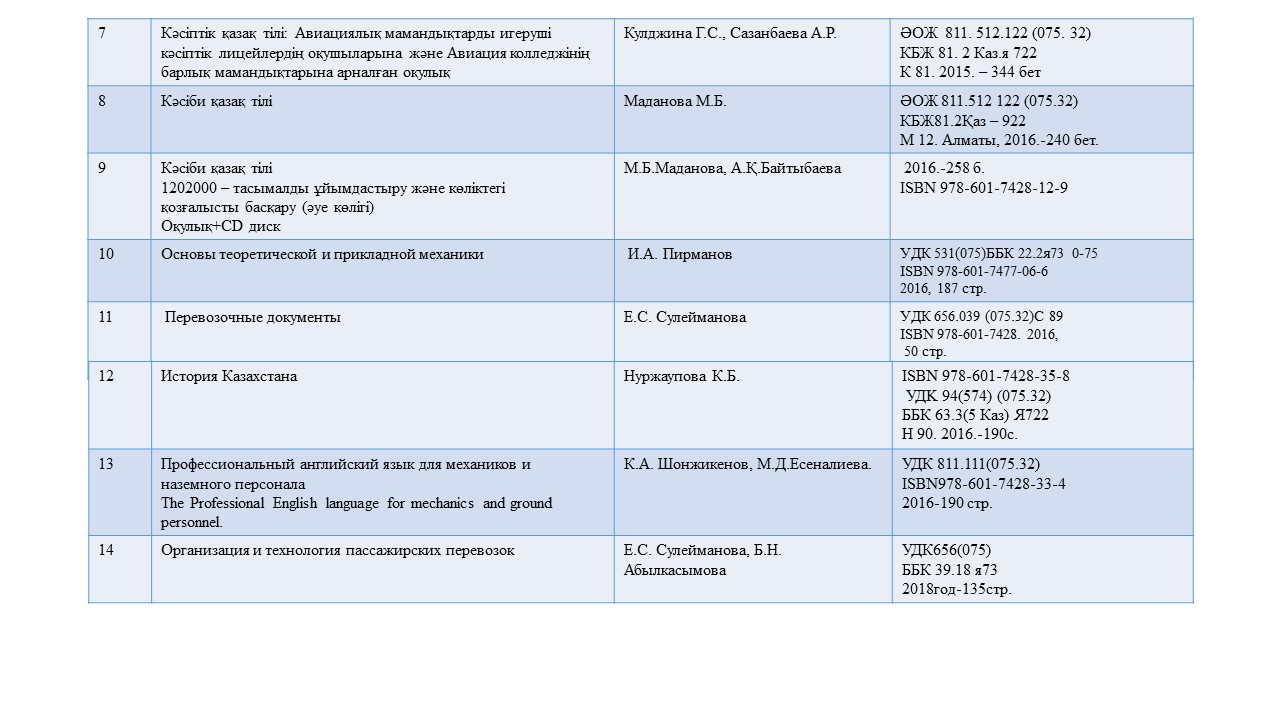 7
Кәсіптік қазақ тілі: Авиациялық мамандықтарды игеруші
кәсіптік лицейлердің оқушыларына және Авиация колледжінің
барлық мамандықтарына арналған оқулық
Кулджина Г.С., Сазанбаева А.Р.
ӘОЖ 811. 512.122 (075. 32)
КБЖ 81. 2 Каз.я 722
К 81. 2015. – 344 бет
8
Кәсіби қазақ тілі
Маданова М.Б.
ӘОЖ 811.512 122 (075.32)
КБЖ81.2Қаз – 922
М 12. Алматы, 2016.-240 бет.
9
Кәсіби қазақ тілі
1202000 – тасымалды ұйымдастыру және көліктегі
қозғалысты басқару (әуе көлігі)
Оқулық+CD диск
М.Б.Маданова, А.Қ.Байтыбаева
2016.-258 б.
ISBN 978-601-7428-12-9
10
Основы теоретической и прикладной механики
И.А. Пирманов
УДК 531(075)ББК 22.2я73 0-75
ISBN 978-601-7477-06-6
2016, 187 стр.
11
Перевозочные документы
Е.С. Сулейманова
УДК 656.039 (075.32)С 89
ISBN 978-601-7428. 2016,
50 стр.
12
История Казахстана
Нуржаупова К.Б.
ISBN 978-601-7428-35-8
УДК 94(574) (075.32)
ББК 63.3(5 Каз) Я722
Н 90. 2016.-190с.
13
Профессиональный английский язык для механиков и
наземного персонала
The Professional English language for mechanics and ground
personnel.
К.А. Шонжикенов, М.Д.Есеналиева.
УДК 811.111(075.32)
ISBN978-601-7428-33-4
2016-190 стр.
14
Организация и технология пассажирских перевозок
Е.С. Сулейманова, Б.Н.
Абылкасымова
УДК656(075)
ББК 39.18 я73
2018год-135стр.